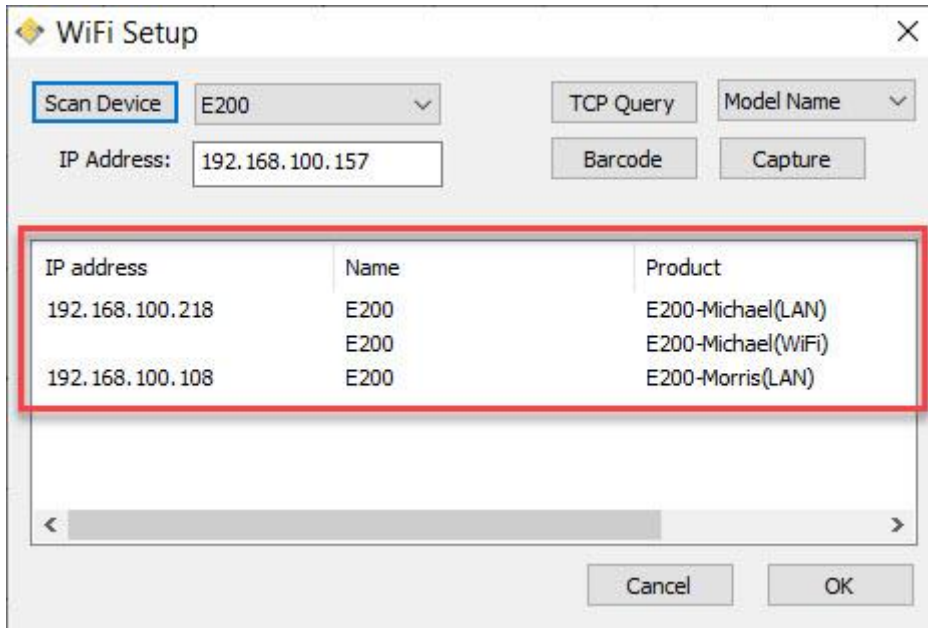 WiFi Setup
Scan Device E200 TCP Query Model Name
IP Address: 192.168.100.157 Barcode Capture
IP address Name Product
192.168.100.218 E200 E200-Michael(LAN)
E200 E200-Michael(WiFi)
192.168.100.108 E200 E200-Morris(LAN)
Cancel OK